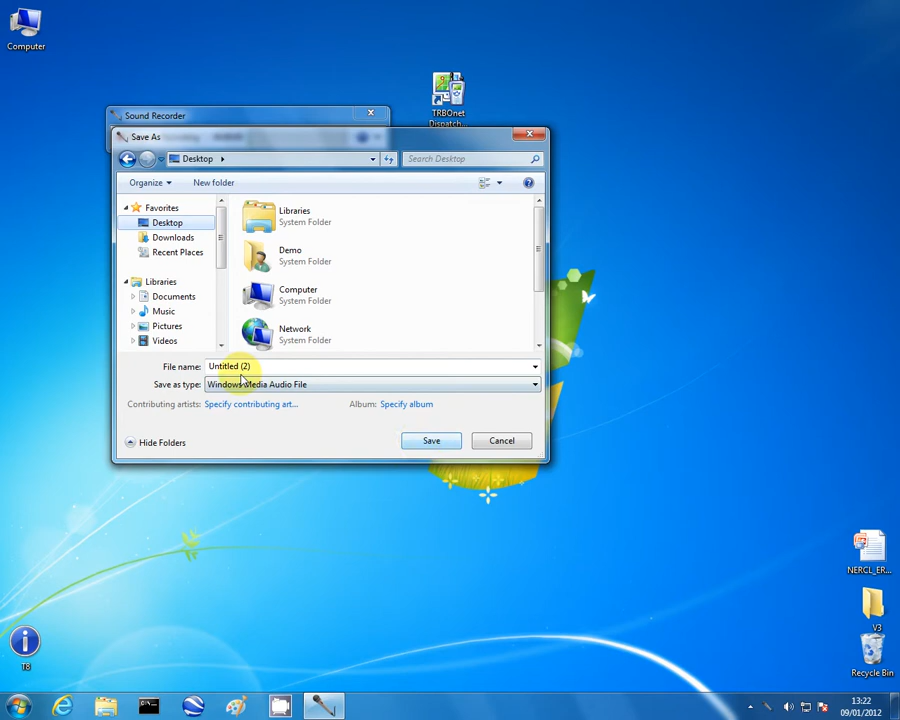 Computer
TRBOnet
Dispatch...
Sound Recorder
Save As
Desktop
Search Desktop
Organize
New folder
Favorites
Desktop
Downloads
Recent Places
Libraries
Documents
Music
Pictures
Videos
Libraries
System Folder
Demo
System Folder
Computer
System Folder
Network
System Folder
File name: Untitled (2)
Save as type: Windows Media Audio File
Contributing artists: Specify contributing art...
Album: Specify album
Hide Folders
Save
Cancel
NERCL_ER...
V3
Recycle Bin
T8
13:22
09/01/2012